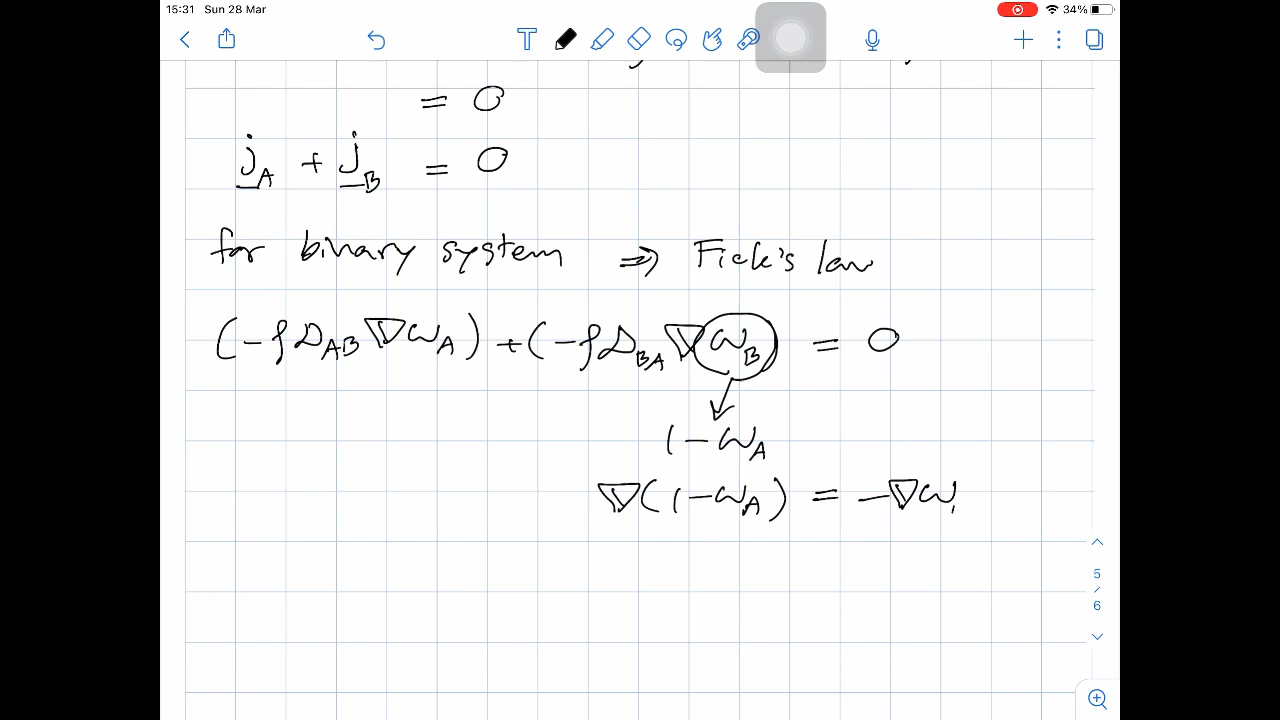 15:31 Sun 28 Mar 34%
= 0
j_A + j_B = 0
for binary system ⇒ Fick's law
(-ρD_AB ∇ω_A) + (-ρD_BA ∇ω_B) = 0
1-ω_A
∇(1-ω_A) = -∇ω
5
/
6